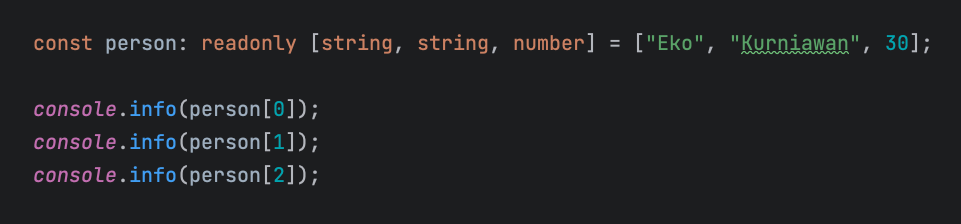 const person: readonly [string, string, number] = ["Eko", "Kurniawan", 30];
console.info(person[0]);
console.info(person[1]);
console.info(person[2]);